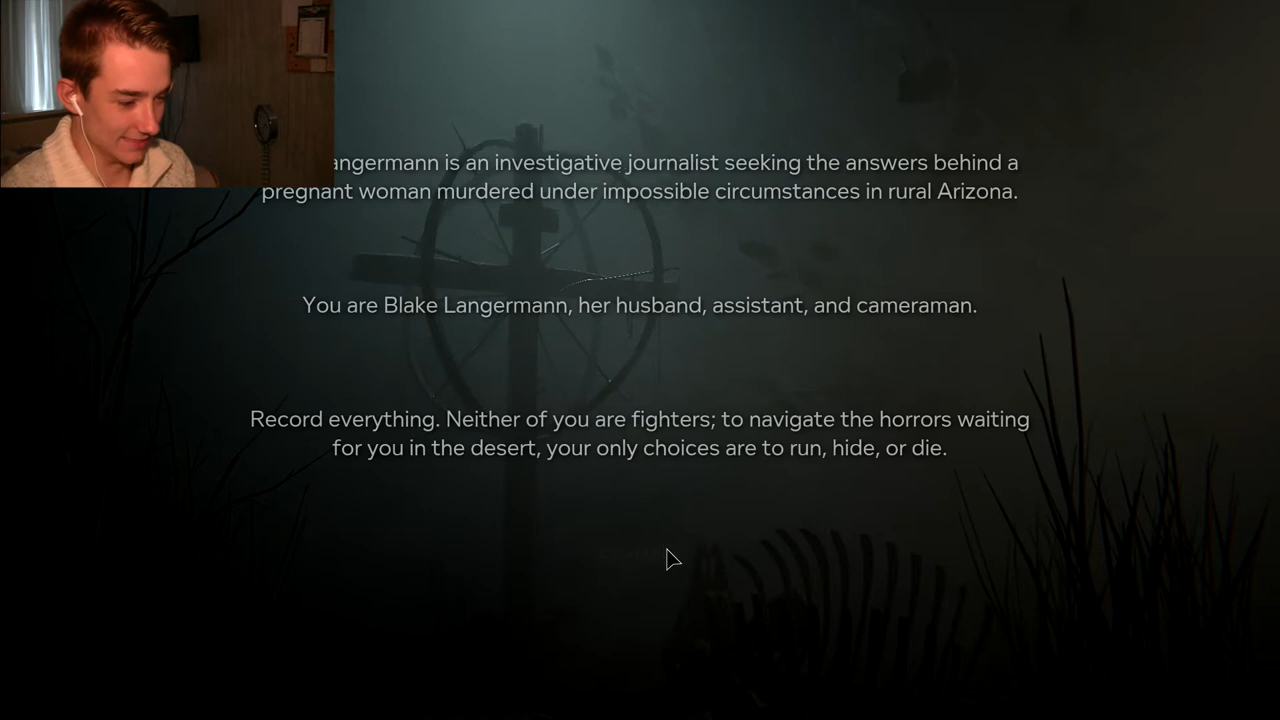 angermann is an investigative journalist seeking the answers behind a
pregnant woman murdered under impossible circumstances in rural Arizona.
You are Blake Langermann, her husband, assistant, and cameraman.
Record everything. Neither of you are fighters; to navigate the horrors waiting
for you in the desert, your only choices are to run, hide, or die.